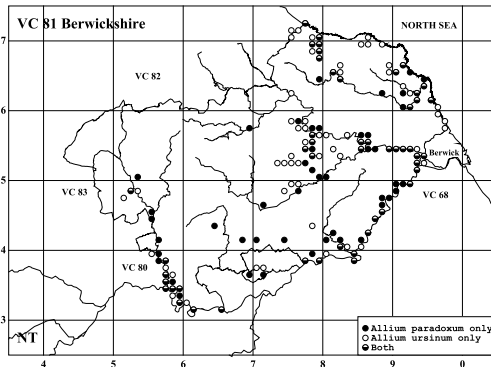 VC 81 Berwickshire
NORTH SEA
7
VC 82
6
Berwick
5
VC 83
VC 68
4
VC 80
3
NT
Allium paradoxum only
Allium ursinum only
Both
4 5 6 7 8 9 0